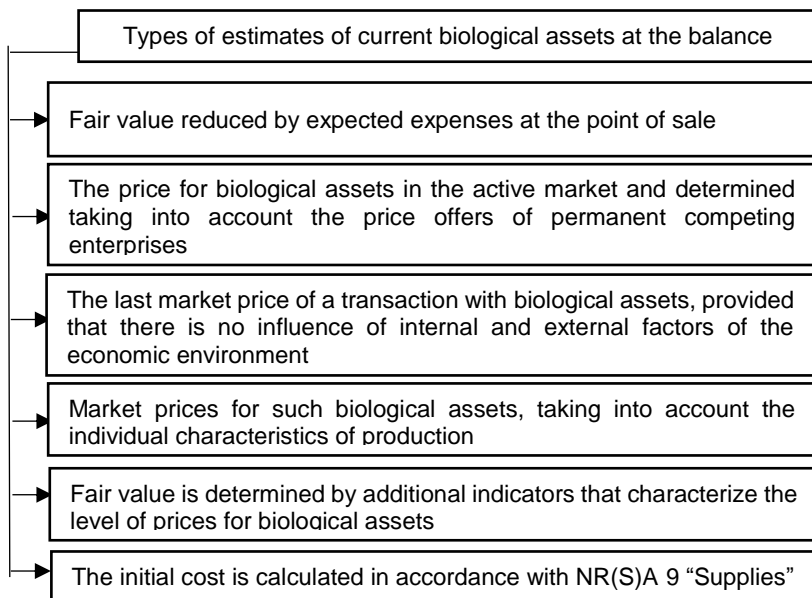 Types of estimates of current biological assets at the balance
Fair value reduced by expected expenses at the point of sale
The price for biological assets in the active market and determined
taking into account the price offers of permanent competing
enterprises
The last market price of a transaction with biological assets, provided
that there is no influence of internal and external factors of the
economic environment
Market prices for such biological assets, taking into account the
individual characteristics of production
Fair value is determined by additional indicators that characterize the
level of prices for biological assets
The initial cost is calculated in accordance with NR(S)A 9 “Supplies”